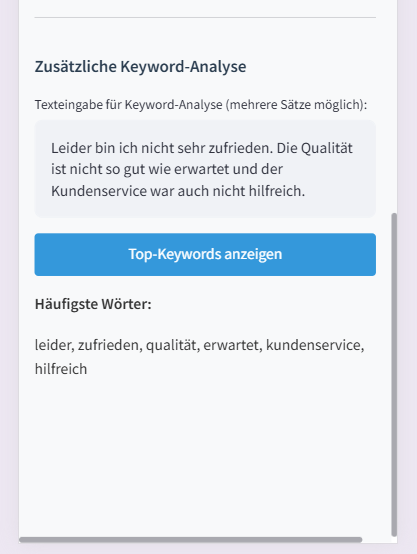 Zusätzliche Keyword-Analyse
Texteingabe für Keyword-Analyse (mehrere Sätze möglich):
Leider bin ich nicht sehr zufrieden. Die Qualität
ist nicht so gut wie erwartet und der
Kundenservice war auch nicht hilfreich.
Top-Keywords anzeigen
Häufigste Wörter:
leider, zufrieden, qualität, erwartet, kundenservice,
hilfreich